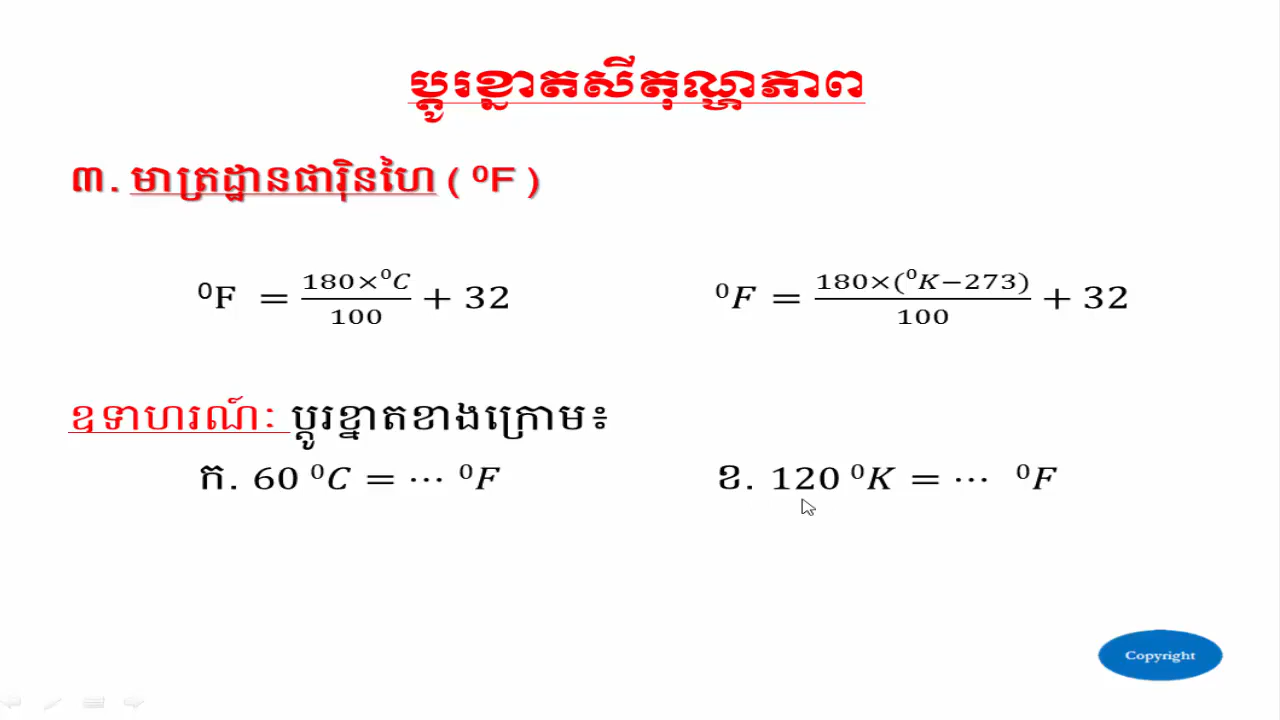 ប្ដូរខ្នាតសីតុណ្ហភាព
៣. មាត្រដ្ឋានផារ៉ិនហៃ ( ⁰F )
⁰F = (180×⁰C)/100 + 32    ⁰F = (180×(⁰K−273))/100 + 32
ឧទាហរណ៍ៈ ប្ដូរខ្នាតខាងក្រោម៖
ក. 60 ⁰C = ⋯ ⁰F    ខ. 120 ⁰K = ⋯ ⁰F
Copyright